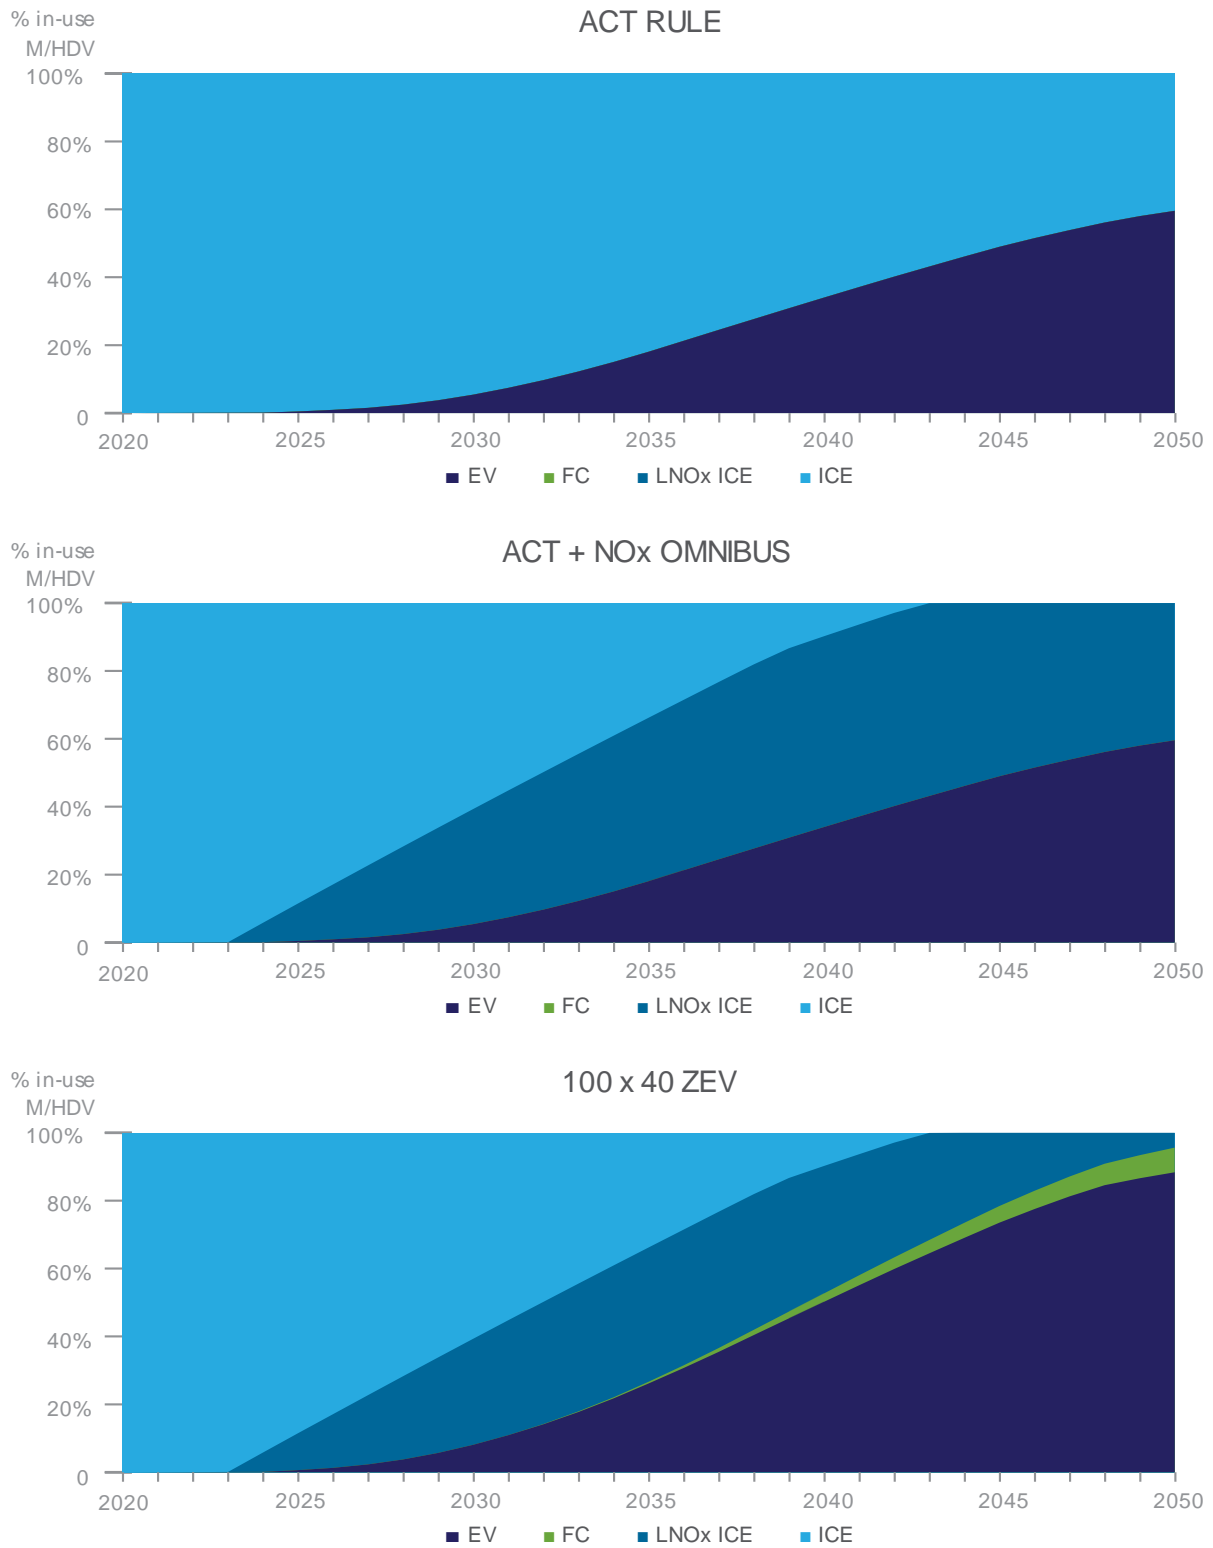 % in-use
M/HDV
ACT RULE
100%
80%
60%
40%
20%
0
2020 2025 2030 2035 2040 2045 2050
EV FC LNOx ICE ICE
% in-use
M/HDV
ACT + NOx OMNIBUS
100%
80%
60%
40%
20%
0
2020 2025 2030 2035 2040 2045 2050
EV FC LNOx ICE ICE
% in-use
M/HDV
100 x 40 ZEV
100%
80%
60%
40%
20%
0
2020 2025 2030 2035 2040 2045 2050
EV FC LNOx ICE ICE